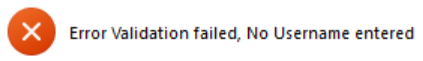 Error Validation failed, No Username entered